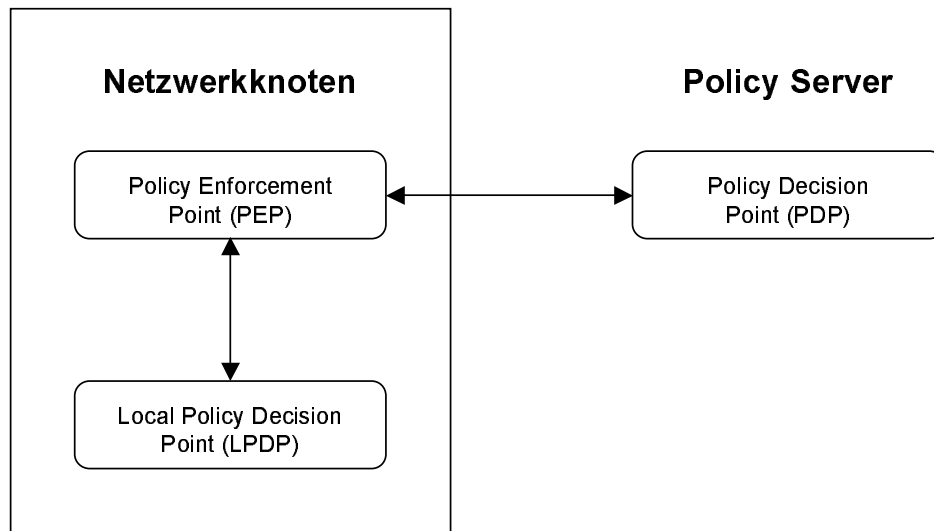 Netzwerkknoten
Policy Server
Policy Enforcement
Point (PEP)
Policy Decision
Point (PDP)
Local Policy Decision
Point (LPDP)